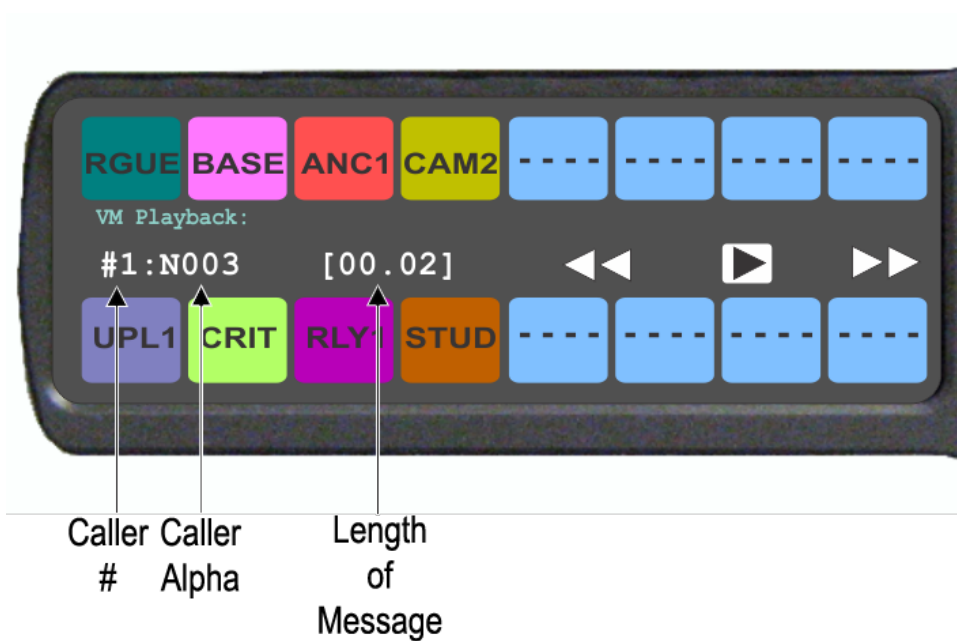 RGUE BASE ANC1 CAM2 ---- ---- ---- ----
VM Playback:
#1:N003 [00.02]
UPL1 CRIT RLY1 STUD ---- ---- ---- ----
Caller # Caller Alpha Length of Message